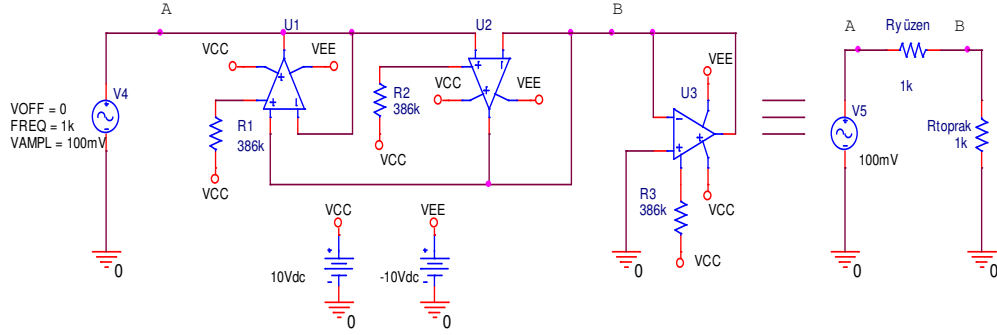 A
U1
U2
B
A
Ryüzen
B
1k
VCC
VEE
VCC
VEE
VEE
V4
VOFF = 0
FREQ = 1k
VAMPL = 100mV
R1
386k
VCC
R2
386k
VCC
U3
VCC
R3
386k
VCC
V5
100mV
Rtoprak
1k
VCC
VEE
10Vdc
-10Vdc
0
0
0
0
0
0